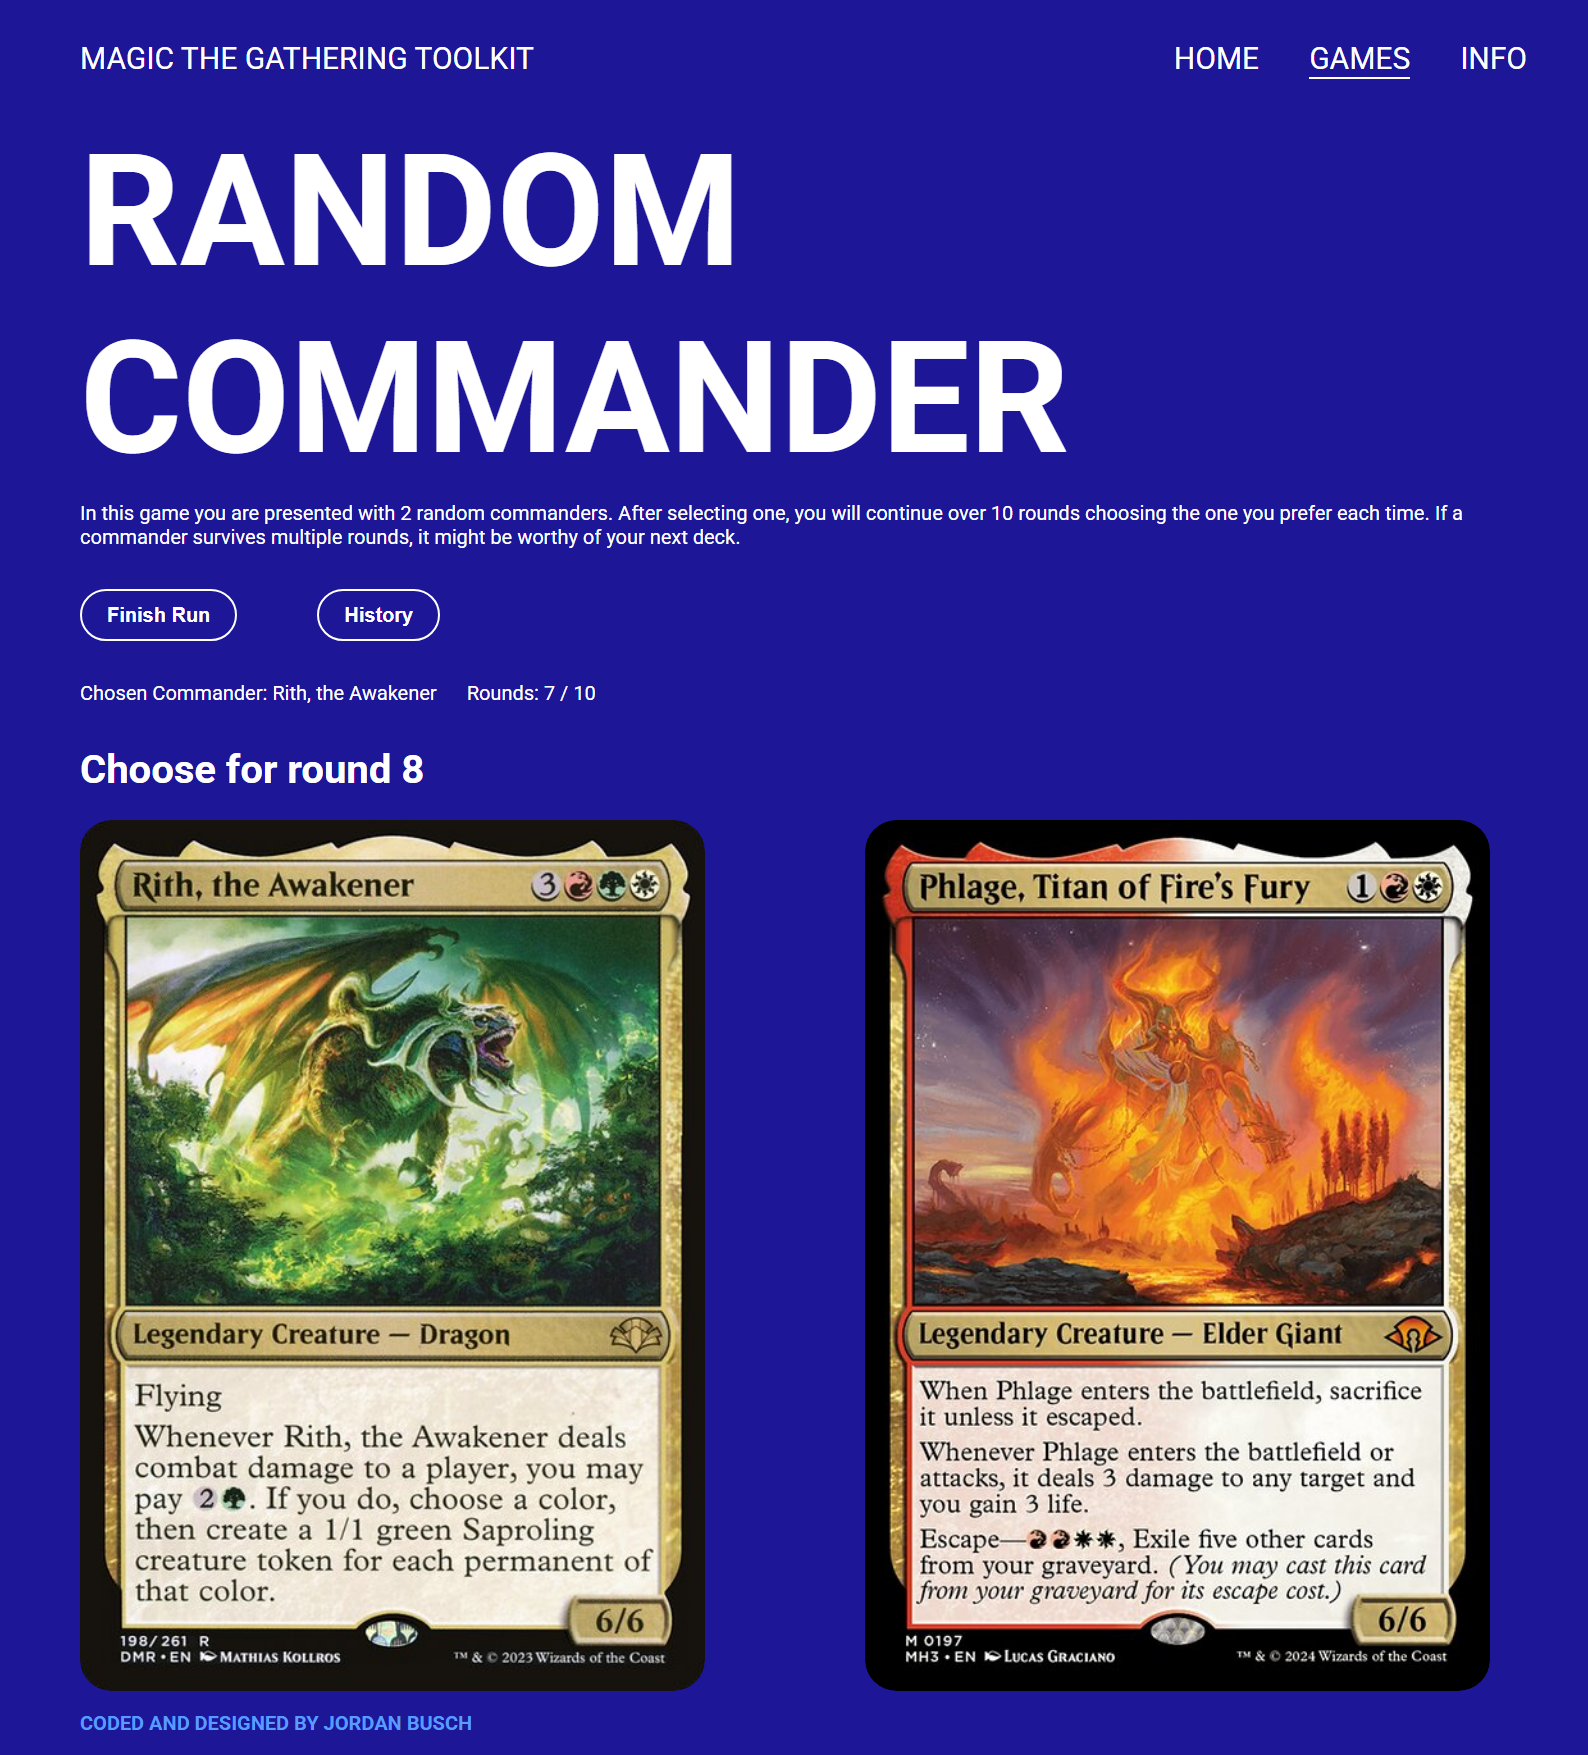 MAGIC THE GATHERING TOOLKIT
HOME GAMES INFO
RANDOM
COMMANDER
In this game you are presented with 2 random commanders. After selecting one, you will continue over 10 rounds choosing the one you prefer each time. If a
commander survives multiple rounds, it might be worthy of your next deck.
Finish Run History
Chosen Commander: Rith, the Awakener Rounds: 7 / 10
Choose for round 8
Rith, the Awakener 3
Legendary Creature — Dragon
Flying
Whenever Rith, the Awakener deals
combat damage to a player, you may
pay 2 . If you do, choose a color,
then create a 1/1 green Saproling
creature token for each permanent of
that color.
6/6
198/261 R
DMR • EN MATHIAS KOLLROS
™ & © 2023 Wizards of the Coast
Phlage, Titan of Fire's Fury 1
Legendary Creature — Elder Giant
When Phlage enters the battlefield, sacrifice
it unless it escaped.
Whenever Phlage enters the battlefield or
attacks, it deals 3 damage to any target and
you gain 3 life.
Escape— , Exile five other cards
from your graveyard. (You may cast this card
from your graveyard for its escape cost.)
6/6
M 0197
MH3 • EN LUCAS GRACIANO
™ & © 2024 Wizards of the Coast
CODED AND DESIGNED BY JORDAN BUSCH